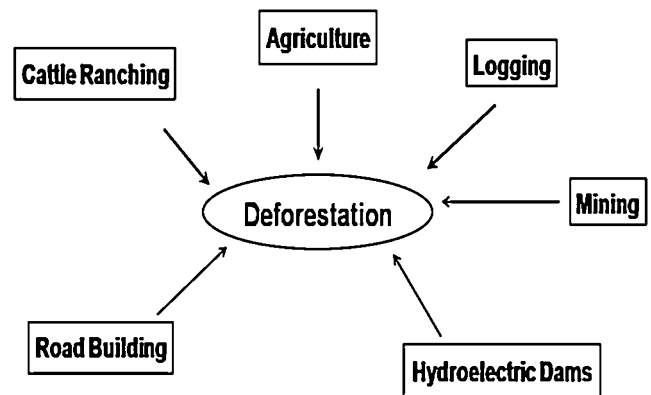 Agriculture
Cattle Ranching
Logging
Deforestation
Mining
Road Building
Hydroelectric Dams